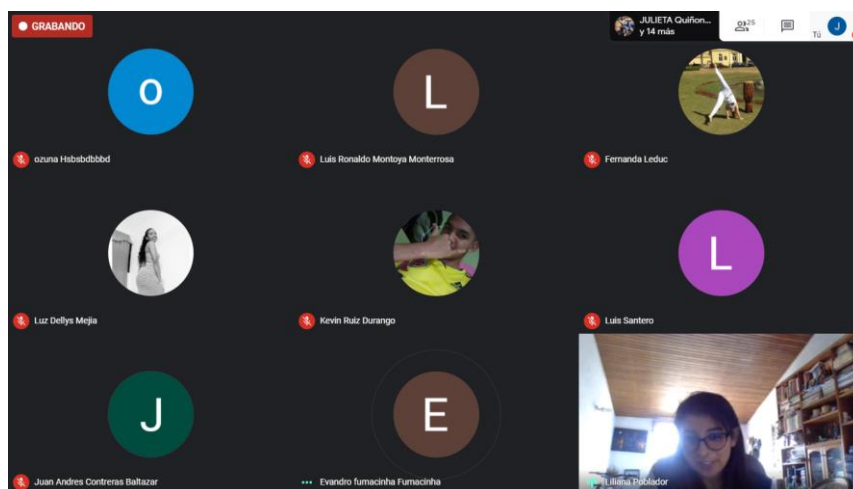 GRABANDO
JULIETA Quiñon...
y 14 más
25
Tú
J
O
L
ozuna Hsbsbdbbbd
Luis Ronaldo Montoya Monterrosa
Fernanda Leduc
L
Luz Dellys Mejia
Kevin Ruiz Durango
Luis Santero
J
E
Juan Andres Contreras Baltazar
Evandro fumacinha Fumacinha
Liliana Poblador